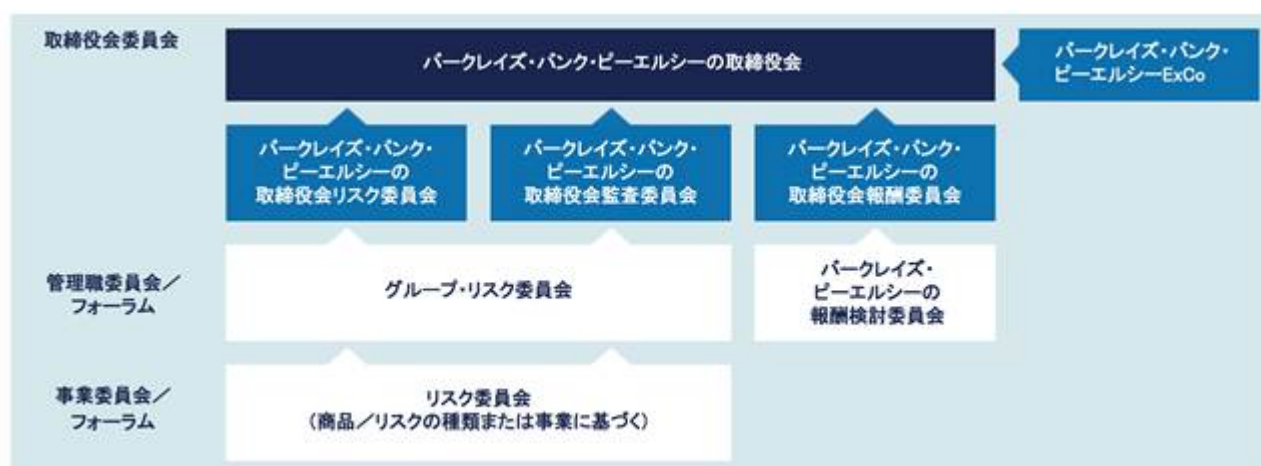 取締役会委員会
バークレイズ・バンク・ピーエルシーの取締役会
バークレイズ・バンク・
ピーエルシーExCo
バークレイズ・バンク・
ピーエルシーの
取締役会リスク委員会
バークレイズ・バンク・
ピーエルシーの
取締役会監査委員会
バークレイズ・バンク・
ピーエルシーの
取締役会報酬委員会
管理職委員会／
フォーラム
グループ・リスク委員会
バークレイズ・
ピーエルシーの
報酬検討委員会
事業委員会／
フォーラム
リスク委員会
（商品／リスクの種類または事業に基づく）